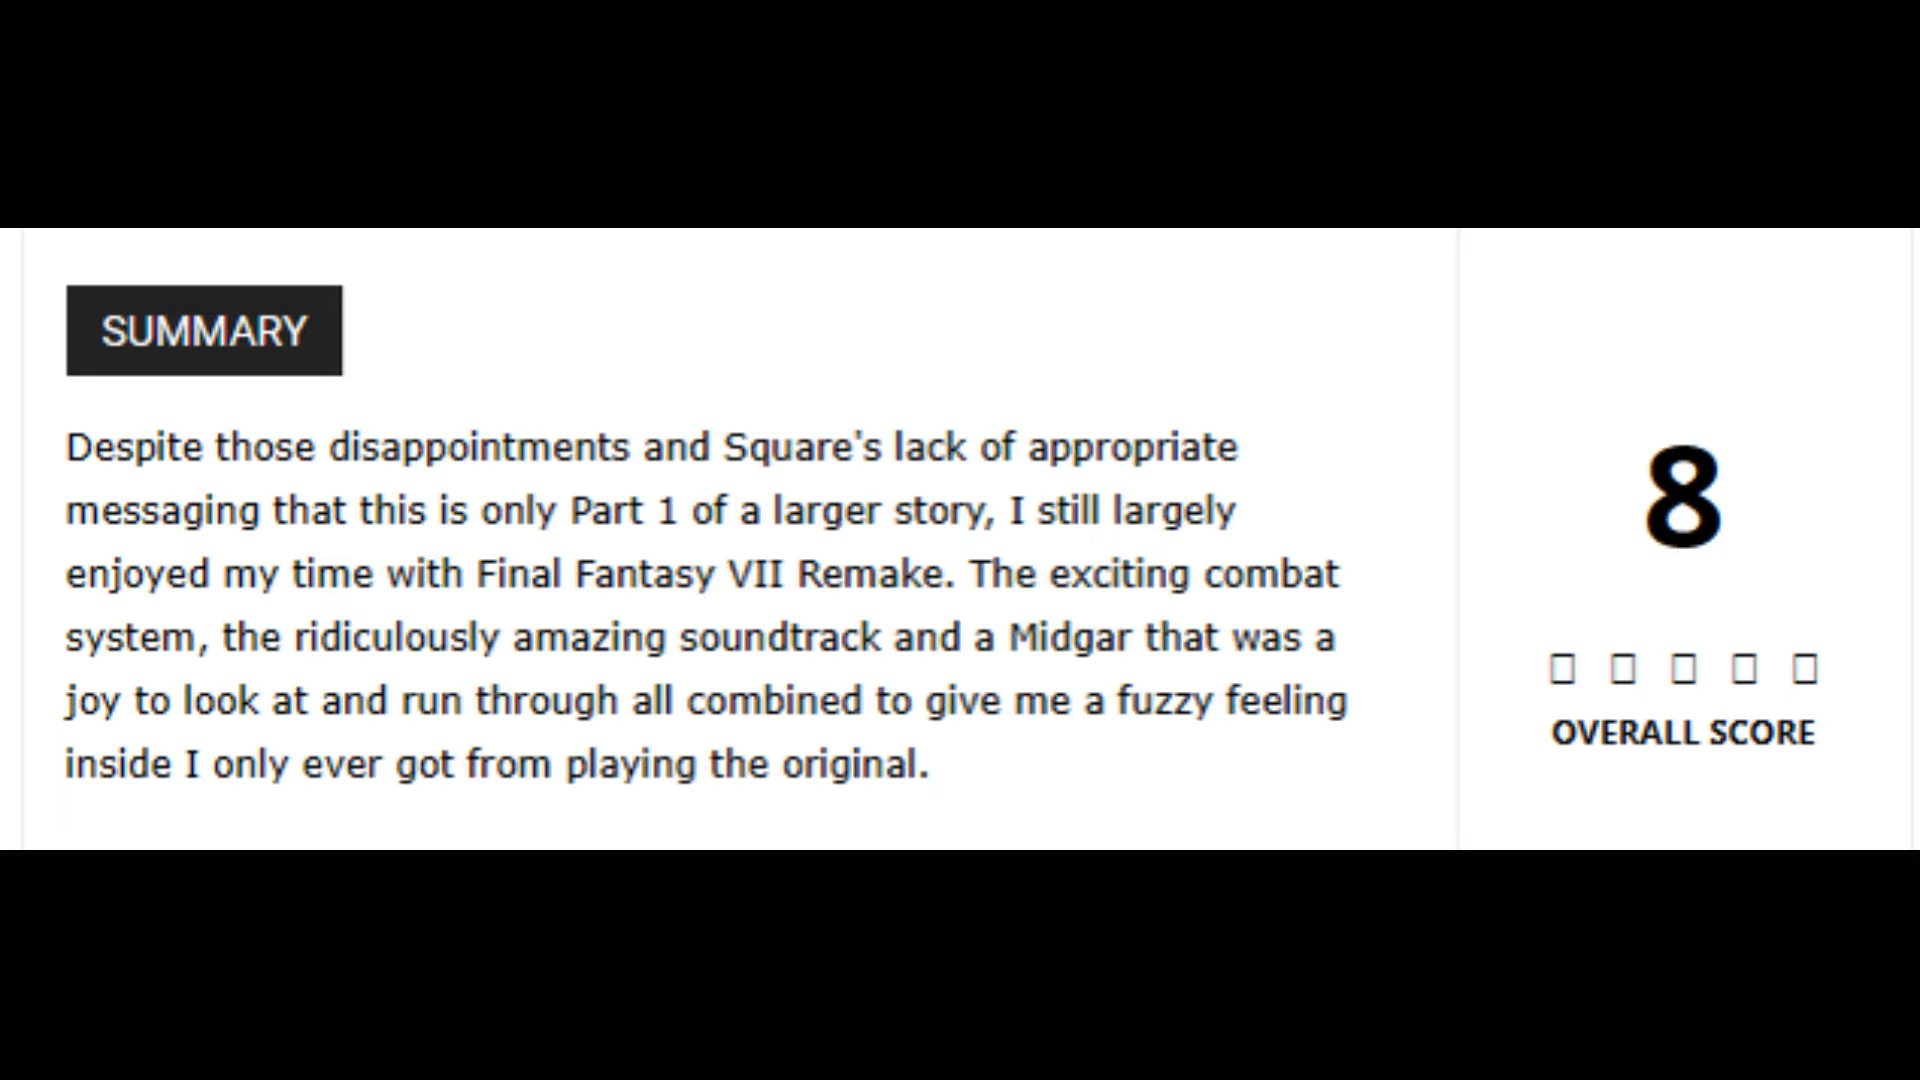 SUMMARY
Despite those disappointments and Square's lack of appropriate
messaging that this is only Part 1 of a larger story, I still largely
enjoyed my time with Final Fantasy VII Remake. The exciting combat
system, the ridiculously amazing soundtrack and a Midgar that was a
joy to look at and run through all combined to give me a fuzzy feeling
inside I only ever got from playing the original.
8
OVERALL SCORE